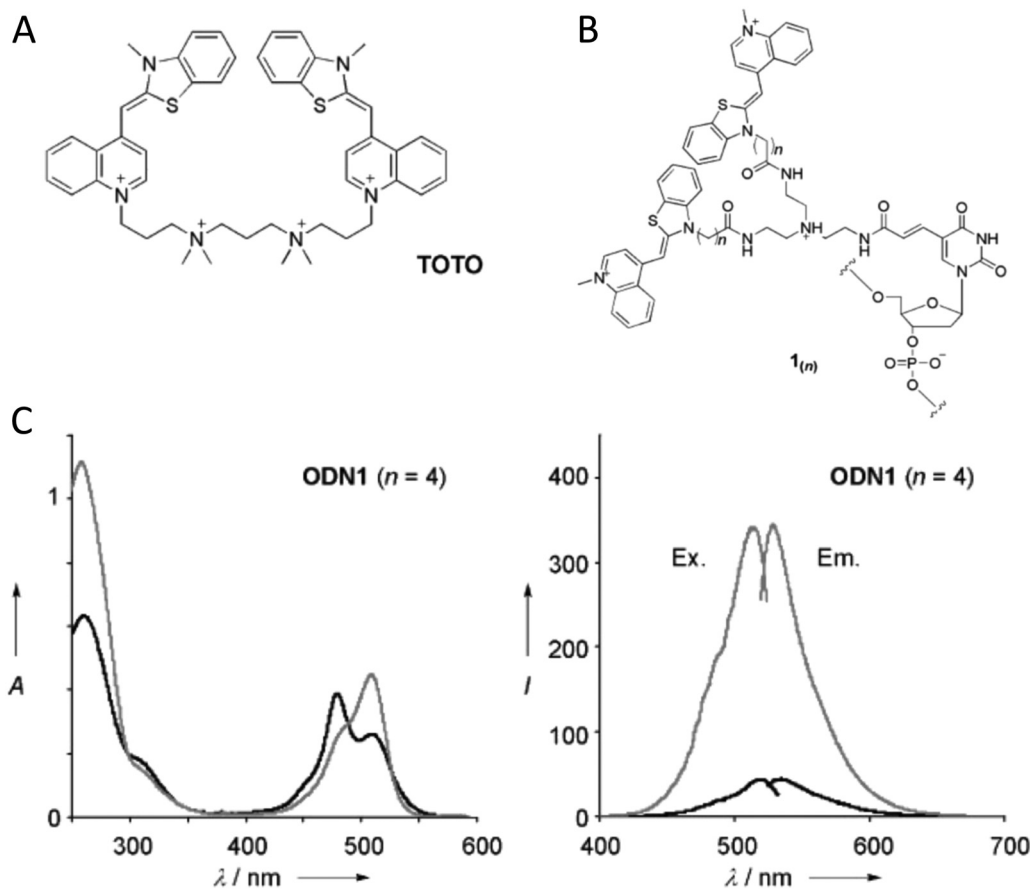 A
N
N
S
S
N
+
N
+
N
+
N
+
TOTO
B
N
+
S
N
n
O
NH
S
N
n
O
N
H
N
H
+
N
H
O
O
NH
N
O
N
+
O
O
O
O=P–O⁻
O
1(n)
C
ODN1 (n = 4)
1
A
0
300
400
500
600
λ / nm
ODN1 (n = 4)
400
300
200
100
0
I
Ex.
Em.
400
500
600
700
λ / nm